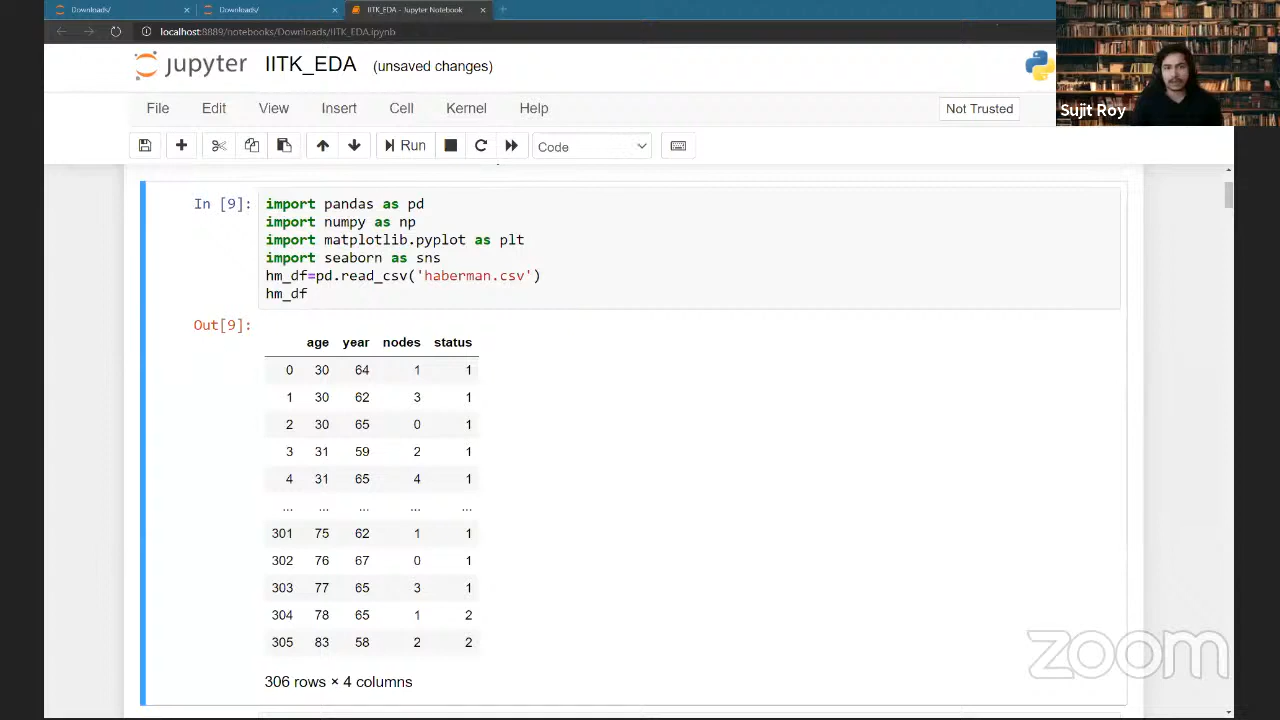 Downloads/ Downloads/ IITK_EDA - Jupyter Notebook
localhost:8889/notebooks/Downloads/IITK_EDA.ipynb
jupyter IITK_EDA (unsaved changes)
Sujit Roy
File Edit View Insert Cell Kernel Help Not Trusted
Run Code
In [9]: import pandas as pd
import numpy as np
import matplotlib.pyplot as plt
import seaborn as sns
hm_df=pd.read_csv('haberman.csv')
hm_df
Out[9]:
age year nodes status
0 30 64 1 1
1 30 62 3 1
2 30 65 0 1
3 31 59 2 1
4 31 65 4 1
... ... ... ... ...
301 75 62 1 1
302 76 67 0 1
303 77 65 3 1
304 78 65 1 2
305 83 58 2 2
306 rows × 4 columns
zoom